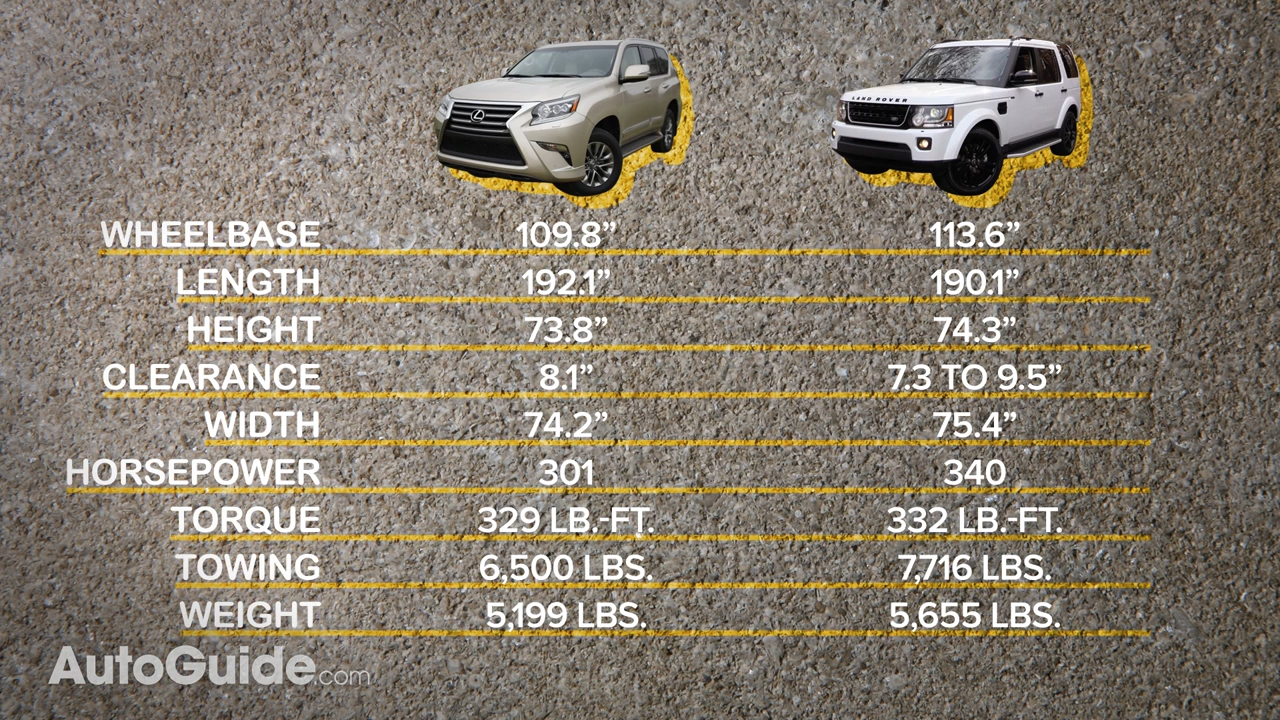 LAND ROVER
WHEELBASE 109.8” 113.6”
LENGTH 192.1” 190.1”
HEIGHT 73.8” 74.3”
CLEARANCE 8.1” 7.3 TO 9.5”
WIDTH 74.2” 75.4”
HORSEPOWER 301 340
TORQUE 329 LB.-FT. 332 LB.-FT.
TOWING 6,500 LBS. 7,716 LBS.
WEIGHT 5,199 LBS. 5,655 LBS.
AutoGuide.com